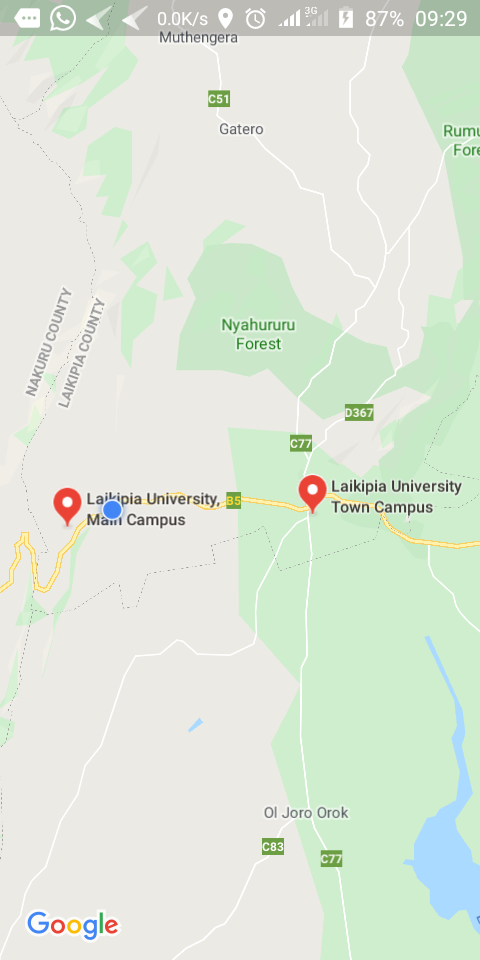 0.0K/s 3G 87% 09:29
Muthengera
C51
Gatero
Rumu
Fore
NAKURU COUNTY
LAIKIPIA COUNTY
Nyahururu
Forest
D367
C77
Laikipia University
Town Campus
Laikipia University,
Main Campus
B5
Ol Joro Orok
C83
C77
Google